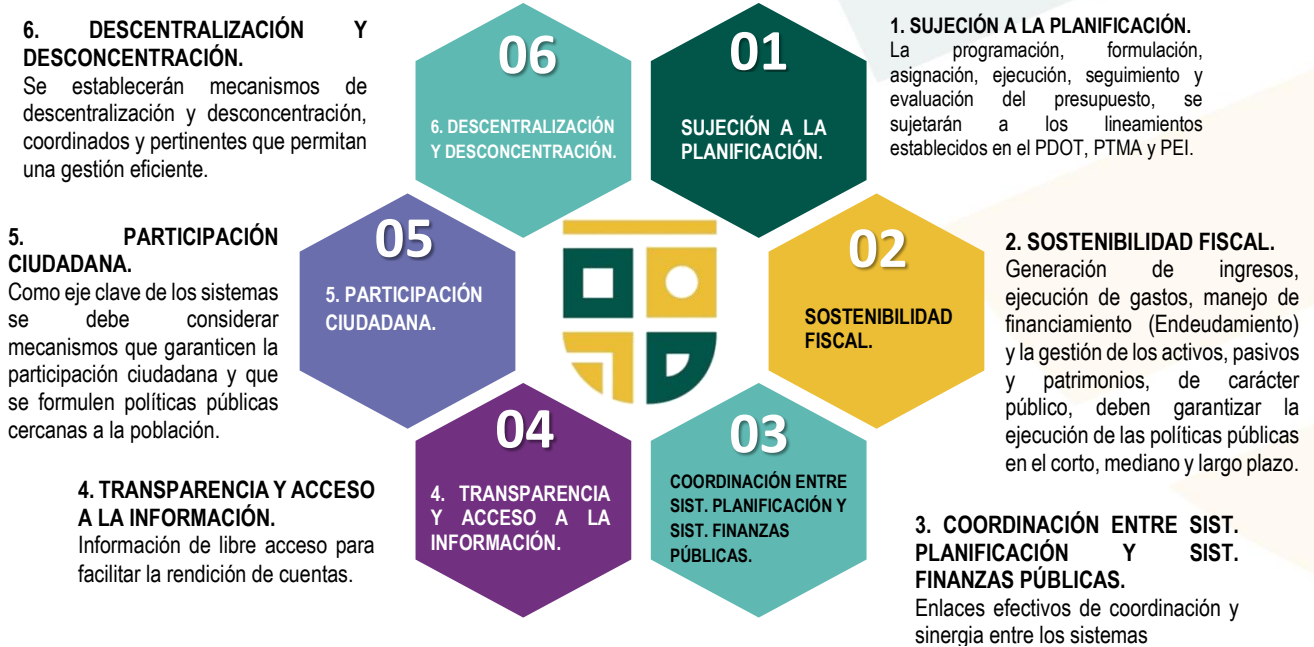 01
SUJECIÓN A LA
PLANIFICACIÓN.
1. SUJECIÓN A LA PLANIFICACIÓN.
La programación, formulación,
asignación, ejecución, seguimiento y
evaluación del presupuesto, se
sujetarán a los lineamientos
establecidos en el PDOT, PTMA y PEI.
02
SOSTENIBILIDAD
FISCAL.
2. SOSTENIBILIDAD FISCAL.
Generación de ingresos,
ejecución de gastos, manejo de
financiamiento (Endeudamiento)
y la gestión de los activos, pasivos
y patrimonios, de carácter
público, deben garantizar la
ejecución de las políticas públicas
en el corto, mediano y largo plazo.
03
COORDINACIÓN ENTRE
SIST. PLANIFICACIÓN Y
SIST. FINANZAS
PÚBLICAS.
3. COORDINACIÓN ENTRE SIST.
PLANIFICACIÓN Y SIST.
FINANZAS PÚBLICAS.
Enlaces efectivos de coordinación y
sinergia entre los sistemas
04
4. TRANSPARENCIA
Y ACCESO A LA
INFORMACIÓN.
4. TRANSPARENCIA Y ACCESO
A LA INFORMACIÓN.
Información de libre acceso para
facilitar la rendición de cuentas.
05
5. PARTICIPACIÓN
CIUDADANA.
5. PARTICIPACIÓN
CIUDADANA.
Como eje clave de los sistemas
se debe considerar
mecanismos que garanticen la
participación ciudadana y que
se formulen políticas públicas
cercanas a la población.
06
6. DESCENTRALIZACIÓN
Y DESCONCENTRACIÓN.
6. DESCENTRALIZACIÓN Y
DESCONCENTRACIÓN.
Se establecerán mecanismos de
descentralización y desconcentración,
coordinados y pertinentes que permitan
una gestión eficiente.